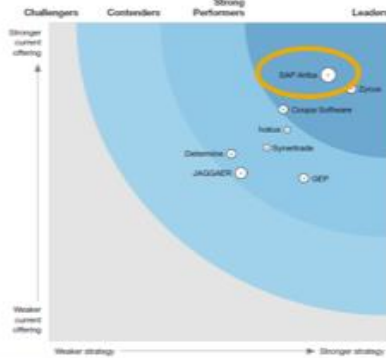 Strong
Challengers Contenders Performers Leaders
Stronger
current
offering
SAP Ariba
Zycus
Coupa Software
Ivalua
Synertrade
Determine
JAGGAER
GEP
Weaker
current
offering
Weaker strategy Stronger strategy